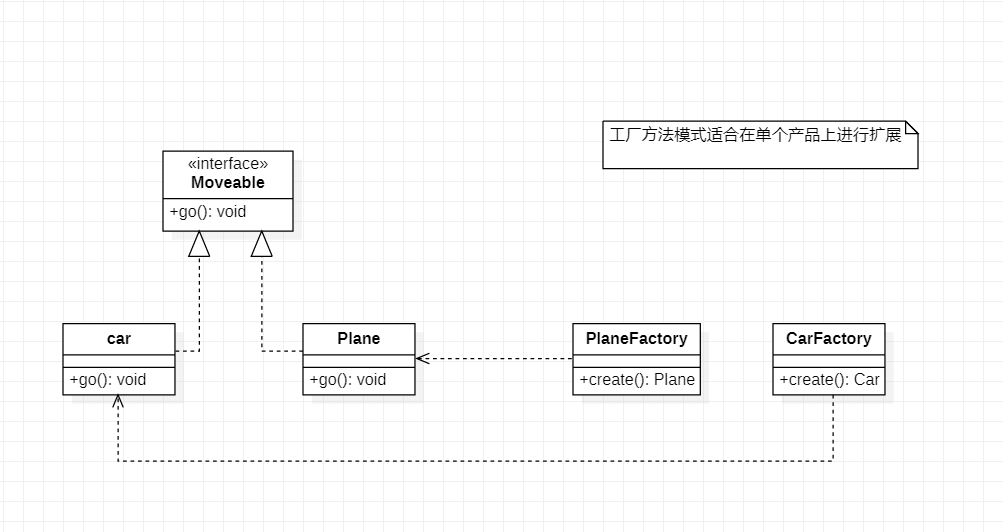 工厂方法模式适合在单个产品上进行扩展
«interface»
Moveable
+go(): void
car
+go(): void
Plane
+go(): void
PlaneFactory
+create(): Plane
CarFactory
+create(): Car